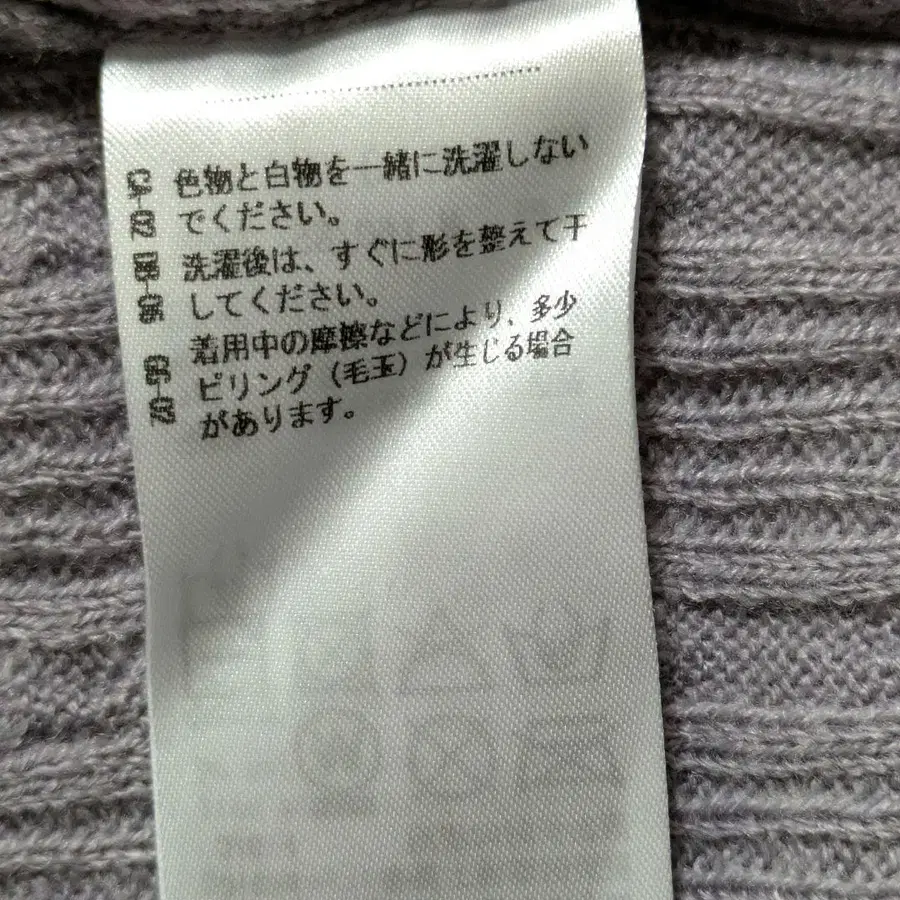 色物と白物を一緒に洗濯しない
でください。
洗濯後は、すぐに形を整えて干
してください。
着用中の摩擦などにより、多少
ピリング（毛玉）が生じる場合
があります。